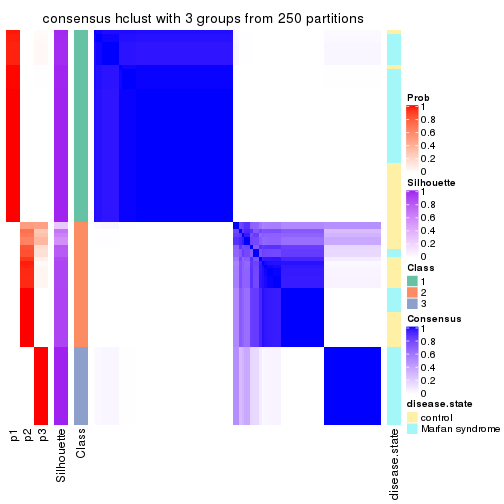 consensus hclust with 3 groups from 250 partitions
Prob
1
0.8
0.6
0.4
0.2
0
Silhouette
1
0.8
0.6
0.4
0.2
0
Class
1
2
3
Consensus
1
0.8
0.6
0.4
0.2
0
disease.state
control
Marfan syndrome
p1
p2
p3
Silhouette
Class
disease.state